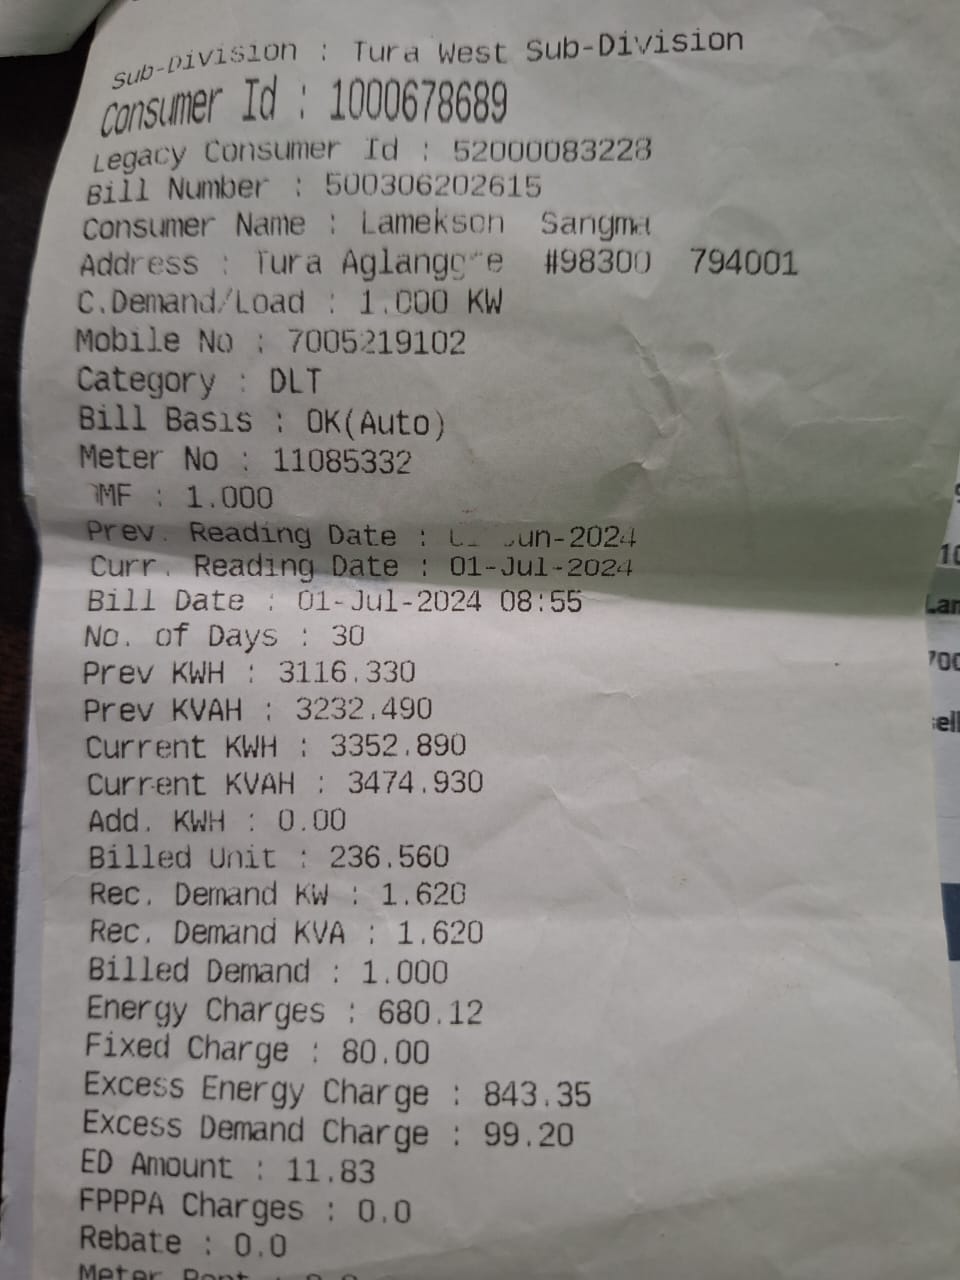 Sub-Division : Tura West Sub-Division
Consumer Id : 1000678689
Legacy Consumer Id : 52000083228
Bill Number : 500306202615
Consumer Name : Lamekson Sangma
Address : Tura #98300 794001
C.Demand/Load : 1.000 KW
Mobile No : 7005219102
Category : DLT
Bill Basis : OK(Auto)
Meter No : 11085332
MF : 1.000
Prev. Reading Date : Jun-2024
Curr. Reading Date : 01-Jul-2024
Bill Date : 01-Jul-2024 08:55
No. of Days : 30
Prev KWH : 3116.330
Prev KVAH : 3232.490
Current KWH : 3352.890
Current KVAH : 3474.930
Add. KWH : 0.00
Billed Unit : 236.560
Rec. Demand KW : 1.620
Rec. Demand KVA : 1.620
Billed Demand : 1.000
Energy Charges : 680.12
Fixed Charge : 80.00
Excess Energy Charge : 843.35
Excess Demand Charge : 99.20
ED Amount : 11.83
FPPPA Charges : 0.0
Rebate : 0.0
Meter